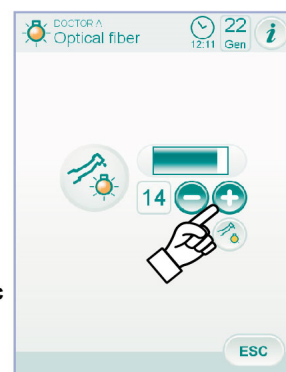 DOCTOR A
Optical fiber
12:11
22
Gen
i
14
ESC
c